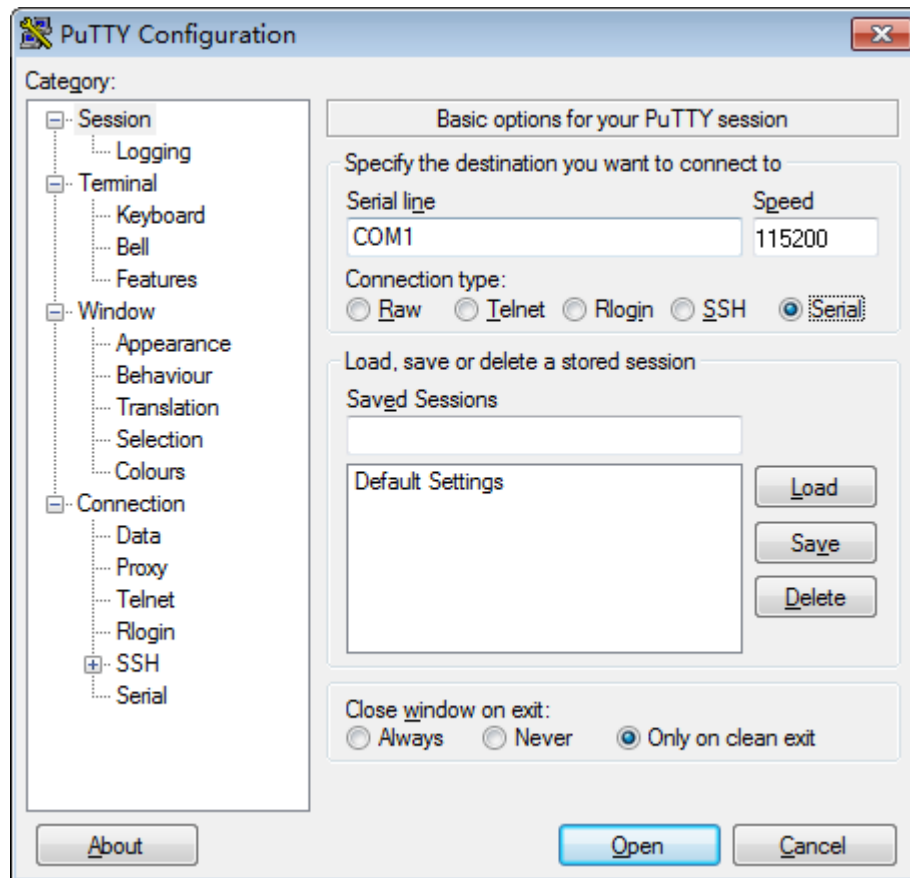 PuTTY Configuration
Category:
Session
Logging
Terminal
Keyboard
Bell
Features
Window
Appearance
Behaviour
Translation
Selection
Colours
Connection
Data
Proxy
Telnet
Rlogin
SSH
Serial
Basic options for your PuTTY session
Specify the destination you want to connect to
Serial line Speed
COM1 115200
Connection type:
Raw Telnet Rlogin SSH Serial
Load, save or delete a stored session
Saved Sessions
Default Settings
Load
Save
Delete
Close window on exit:
Always Never Only on clean exit
About Open Cancel